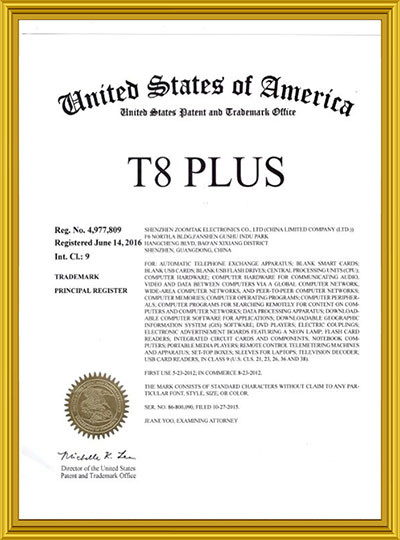 United States of America
United States Patent and Trademark Office
T8 PLUS
Reg. No. 4,977,809
Registered June 14, 2016
Int. Cl.: 9
TRADEMARK
PRINCIPAL REGISTER
SHENZHEN ZOOMTAK ELECTRONICS CO., LTD (CHINA LIMITED COMPANY (LTD.))
F6 NORTH,A BLDG,FANSHEN GUSHU INDU PARK
HANGCHENG BLVD, BAO'AN XIXIANG DISTRICT
SHENZHEN, GUANGDONG, CHINA
FOR: AUTOMATIC TELEPHONE EXCHANGE APPARATUS; BLANK SMART CARDS;
BLANK USB CARDS; BLANK USB FLASH DRIVES; CENTRAL PROCESSING UNITS (CPU);
COMPUTER HARDWARE; COMPUTER HARDWARE FOR COMMUNICATING AUDIO,
VIDEO AND DATA BETWEEN COMPUTERS VIA A GLOBAL COMPUTER NETWORK,
WIDE-AREA COMPUTER NETWORKS, AND PEER-TO-PEER COMPUTER NETWORKS;
COMPUTER MEMORIES; COMPUTER OPERATING PROGRAMS; COMPUTER PERIPHER-
ALS; COMPUTER PROGRAMS FOR SEARCHING REMOTELY FOR CONTENT ON COM-
PUTERS AND COMPUTER NETWORKS; DATA PROCESSING APPARATUS; DOWNLOAD-
ABLE COMPUTER SOFTWARE FOR APPLICATIONS; DOWNLOADABLE GEOGRAPHIC
INFORMATION SYSTEM (GIS) SOFTWARE; DVD PLAYERS; ELECTRIC COUPLINGS;
ELECTRONIC ADVERTISEMENT BOARDS FEATURING A NEON LAMP; FLASH CARD
READERS; INTEGRATED CIRCUIT CARDS AND COMPONENTS; NOTEBOOK COM-
PUTERS; PORTABLE MEDIA PLAYERS; REMOTE CONTROL TELEMETERING MACHINES
AND APPARATUS; SET-TOP BOXES; SLEEVES FOR LAPTOPS; TELEVISION DECODER;
USB CARD READERS, IN CLASS 9 (U.S. CLS. 21, 23, 26, 36 AND 38).
FIRST USE 5-23-2012; IN COMMERCE 8-23-2012.
THE MARK CONSISTS OF STANDARD CHARACTERS WITHOUT CLAIM TO ANY PAR-
TICULAR FONT, STYLE, SIZE, OR COLOR.
SER. NO. 86-800,090, FILED 10-27-2015.
JEANE YOO, EXAMINING ATTORNEY
Michelle K. Lee
Director of the United States
Patent and Trademark Office